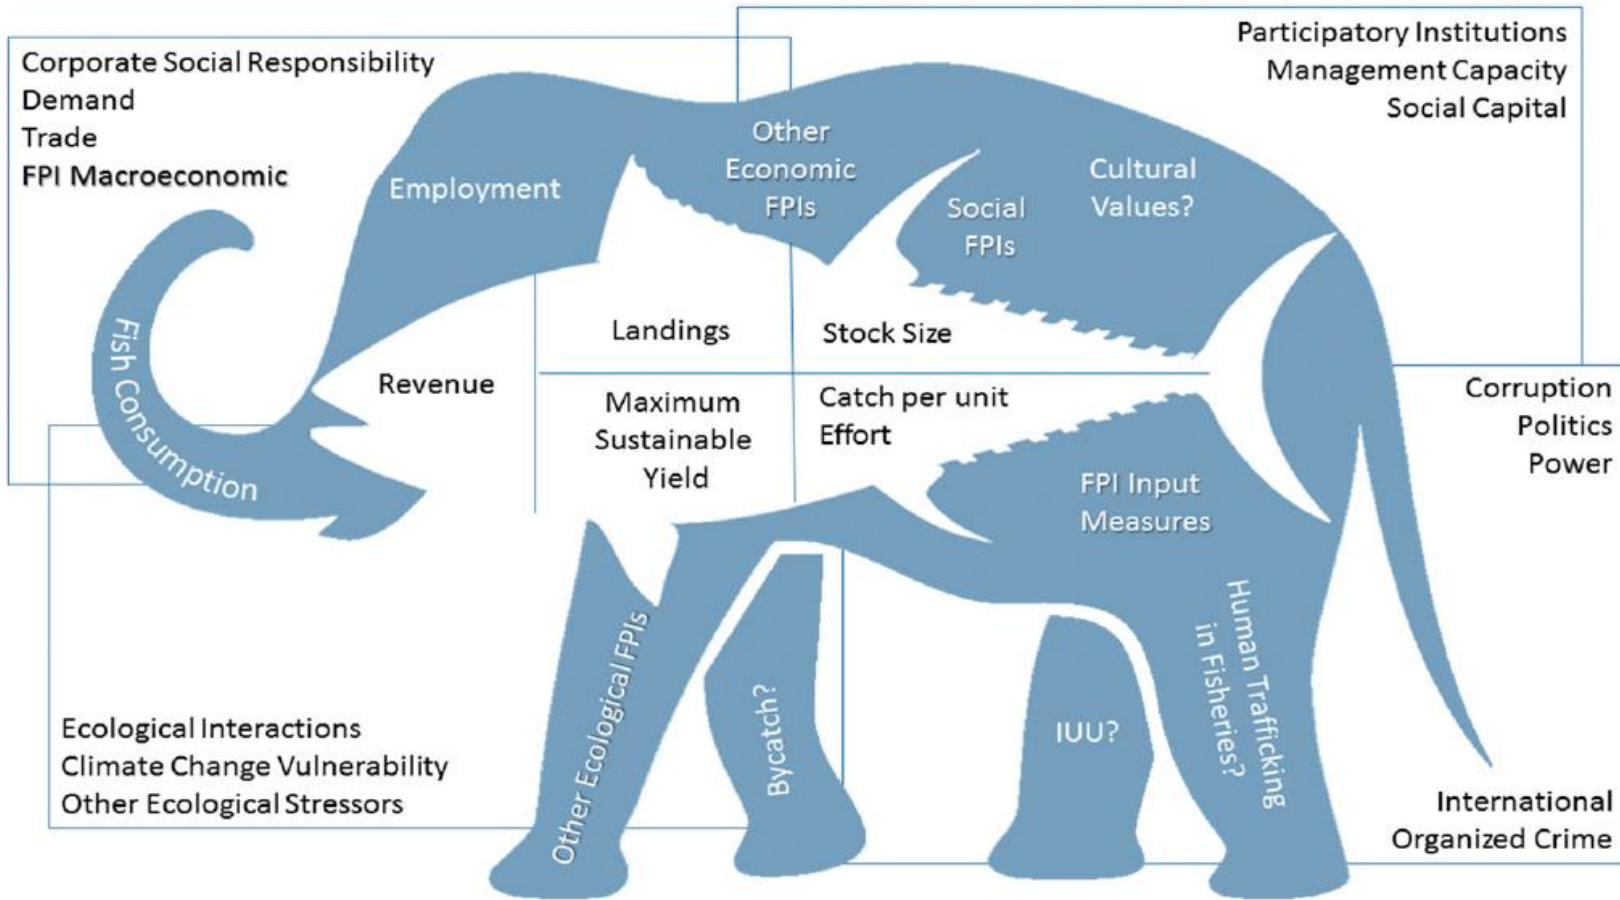 Corporate Social Responsibility
Demand
Trade
FPI Macroeconomic
Participatory Institutions
Management Capacity
Social Capital
Employment
Other
Economic
FPIs
Social
FPIs
Cultural
Values?
Fish Consumption
Revenue
Landings
Stock Size
Maximum
Sustainable
Yield
Catch per unit
Effort
FPI Input
Measures
Corruption
Politics
Power
Other Ecological FPIs
Bycatch?
IUU?
Human Trafficking
in Fisheries?
Ecological Interactions
Climate Change Vulnerability
Other Ecological Stressors
International
Organized Crime